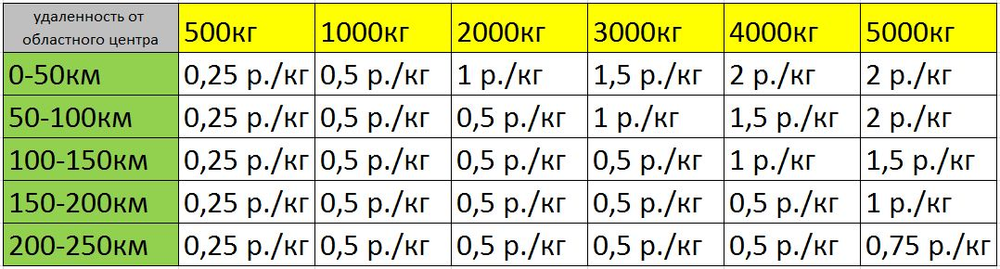 удаленность от
областного центра 500кг 1000кг 2000кг 3000кг 4000кг 5000кг
0-50км 0,25 р./кг 0,5 р./кг 1 р./кг 1,5 р./кг 2 р./кг 2 р./кг
50-100км 0,25 р./кг 0,5 р./кг 0,5 р./кг 1 р./кг 1,5 р./кг 2 р./кг
100-150км 0,25 р./кг 0,5 р./кг 0,5 р./кг 0,5 р./кг 1 р./кг 1,5 р./кг
150-200км 0,25 р./кг 0,5 р./кг 0,5 р./кг 0,5 р./кг 0,5 р./кг 1 р./кг
200-250км 0,25 р./кг 0,5 р./кг 0,5 р./кг 0,5 р./кг 0,5 р./кг 0,75 р./кг